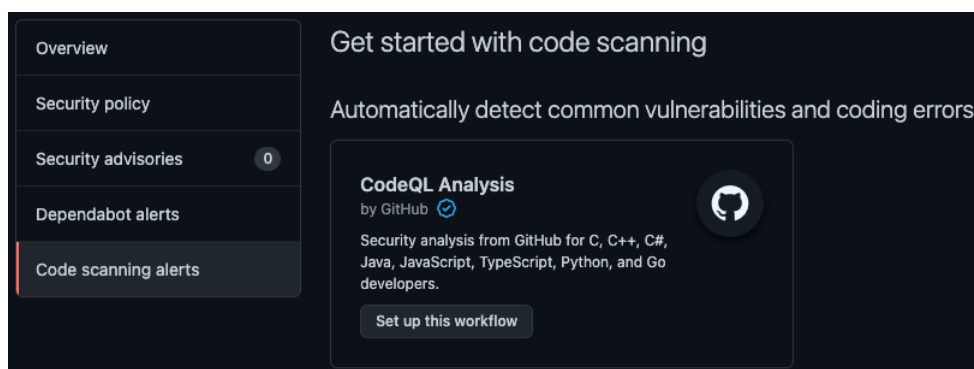 Overview
Security policy
Security advisories 0
Dependabot alerts
Code scanning alerts
Get started with code scanning
Automatically detect common vulnerabilities and coding errors
CodeQL Analysis
by GitHub
Security analysis from GitHub for C, C++, C#,
Java, JavaScript, TypeScript, Python, and Go
developers.
Set up this workflow